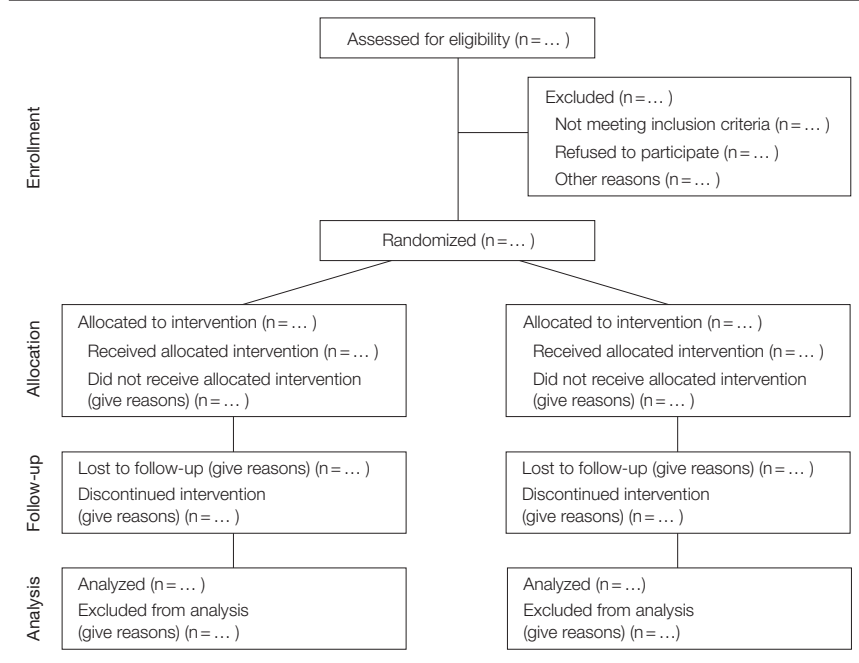 Assessed for eligibility (n = … )
Enrollment
Excluded (n = … )
Not meeting inclusion criteria (n = … )
Refused to participate (n = … )
Other reasons (n = … )
Randomized (n = … )
Allocation
Allocated to intervention (n = … )
Received allocated intervention (n = … )
Did not receive allocated intervention
(give reasons) (n = … )
Allocated to intervention (n = … )
Received allocated intervention (n = … )
Did not receive allocated intervention
(give reasons) (n = … )
Follow-up
Lost to follow-up (give reasons) (n = … )
Discontinued intervention
(give reasons) (n = … )
Lost to follow-up (give reasons) (n = … )
Discontinued intervention
(give reasons) (n = … )
Analysis
Analyzed (n = … )
Excluded from analysis
(give reasons) (n = … )
Analyzed (n = …)
Excluded from analysis
(give reasons) (n = …)